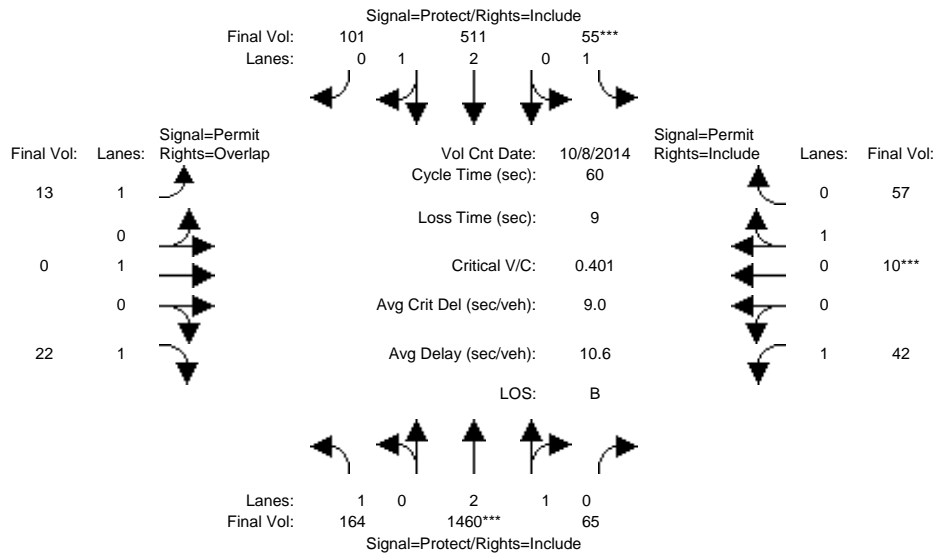 Signal=Protect/Rights=Include
Final Vol: 101 511 55***
Lanes: 0 1 2 0 1
Signal=Permit Signal=Permit
Final Vol: Lanes: Rights=Overlap Vol Cnt Date: 10/8/2014 Rights=Include Lanes: Final Vol:
Cycle Time (sec): 60
13 1 0 57
Loss Time (sec): 9
0 1
0 1 Critical V/C: 0.401 0 10***
0 Avg Crit Del (sec/veh): 9.0 0
22 1 Avg Delay (sec/veh): 10.6 1 42
LOS: B
Lanes: 1 0 2 1 0
Final Vol: 164 1460*** 65
Signal=Protect/Rights=Include